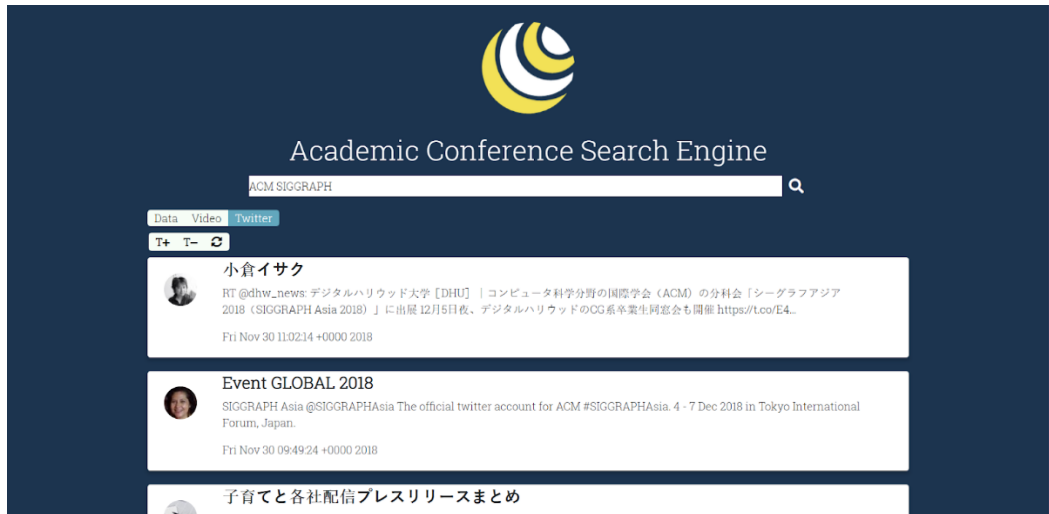 Academic Conference Search Engine
ACM SIGGRAPH
Data Video Twitter
T+ T−
小倉イサク
RT @dhw_news: デジタルハリウッド大学［DHU］｜コンピュータ科学分野の国際学会（ACM）の分科会「シーグラフアジア
2018（SIGGRAPH Asia 2018）」に出展 12月5日夜、デジタルハリウッドのCG系卒業生同窓会も開催 https://t.co/E4…
Fri Nov 30 11:02:14 +0000 2018
Event GLOBAL 2018
SIGGRAPH Asia @SIGGRAPHAsia The official twitter account for ACM #SIGGRAPHAsia. 4 - 7 Dec 2018 in Tokyo International
Forum, Japan.
Fri Nov 30 09:49:24 +0000 2018
子育てと各社配信プレスリリースまとめ